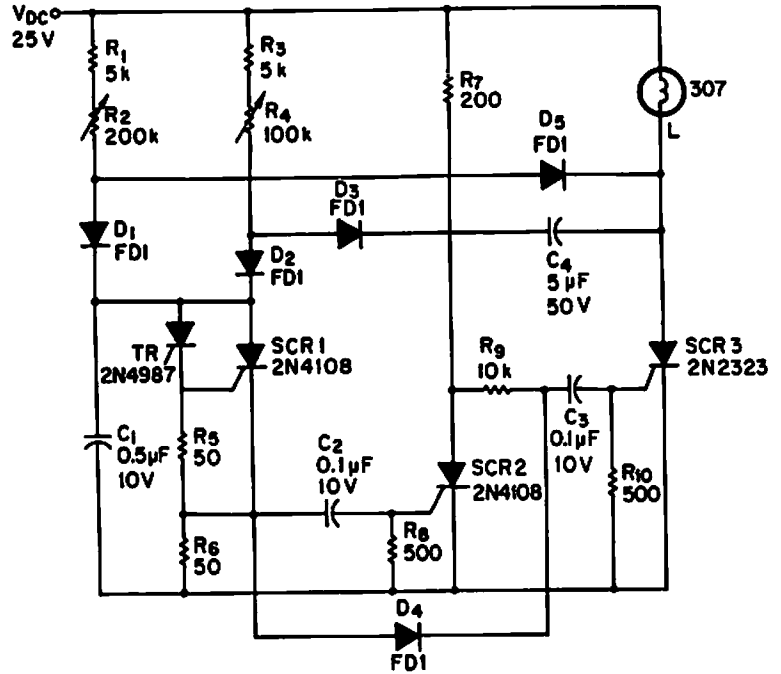 VDC
25V
R1
5k
R2
200k
R3
5k
R4
100k
R7
200
307
L
D5
FD1
D3
FD1
D1
FD1
D2
FD1
C4
5 µF
50V
TR
2N4987
SCR1
2N4108
R9
10k
SCR3
2N2323
C1
0.5µF
10V
R5
50
C2
0.1µF
10V
SCR2
2N4108
C3
0.1µF
10V
R10
500
R6
50
R8
500
D4
FD1